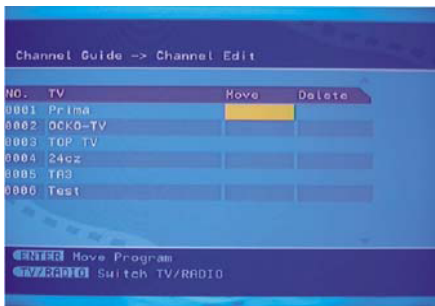 Channel Guide -> Channel Edit
NO. TV Move Delete
0001 Prima
0002 OCKO-TV
0003 TOP TV
0004 24cz
0005 TA3
0006 Test
ENTER Move Program
TV/RADIO Switch TV/RADIO